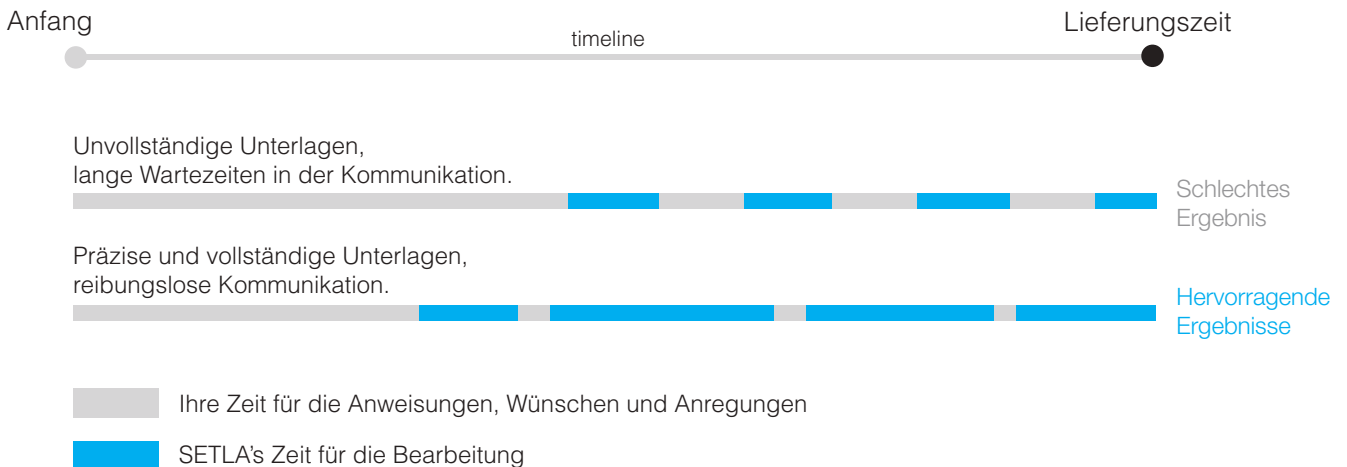 Anfang
timeline
Lieferungszeit
Unvollständige Unterlagen,
lange Wartezeiten in der Kommunikation.
Schlechtes
Ergebnis
Präzise und vollständige Unterlagen,
reibungslose Kommunikation.
Hervorragende
Ergebnisse
Ihre Zeit für die Anweisungen, Wünschen und Anregungen
SETLA's Zeit für die Bearbeitung